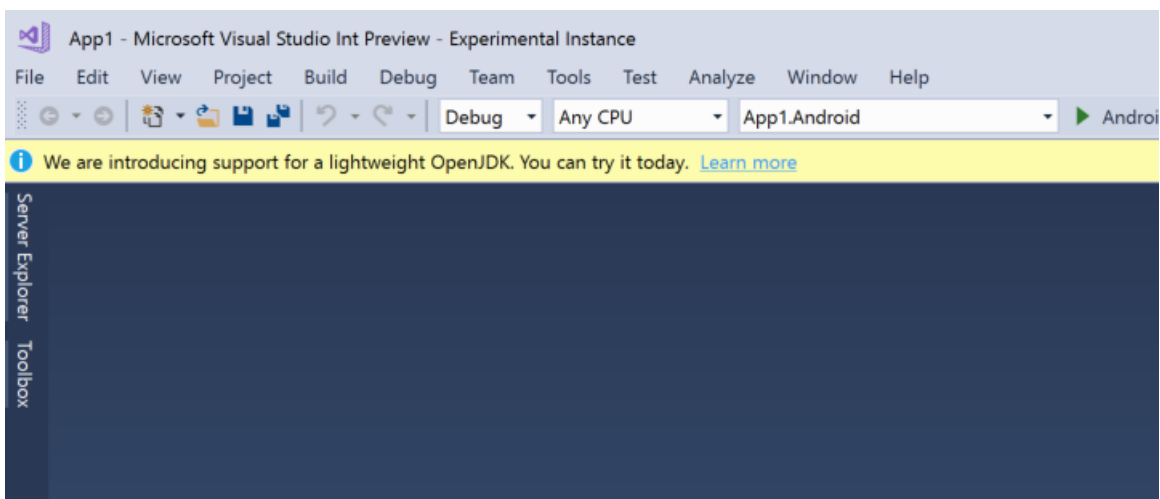 App1 - Microsoft Visual Studio Int Preview - Experimental Instance
File Edit View Project Build Debug Team Tools Test Analyze Window Help
Debug Any CPU App1.Android Androi
We are introducing support for a lightweight OpenJDK. You can try it today. Learn more
Server Explorer
Toolbox